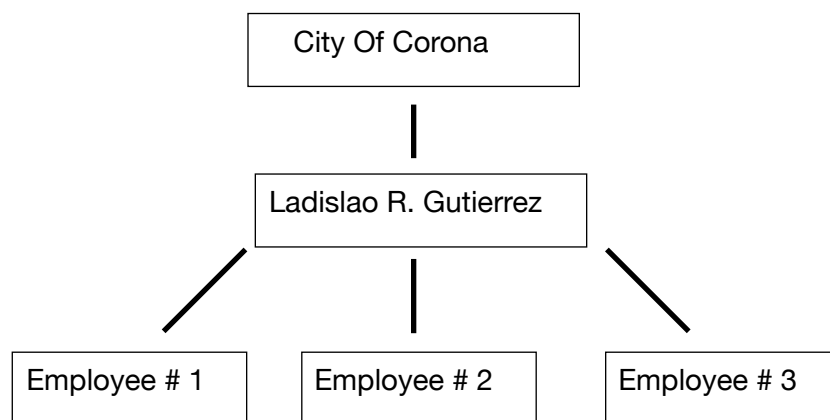 City Of Corona
Ladislao R. Gutierrez
Employee # 1
Employee # 2
Employee # 3